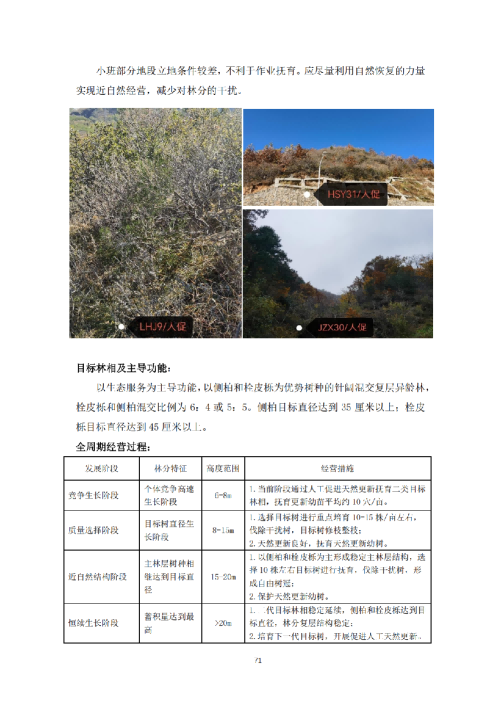 小班部分地段立地条件较差，不利于作业抚育。应尽量利用自然恢复的力量
实现近自然经营，减少对林分的干扰。
HSY31/人促
LHJ9/人促
JZX30/人促
目标林相及主导功能：
以生态服务为主导功能，以侧柏和栓皮栎为优势树种的针阔混交复层异龄林，
栓皮栎和侧柏混交比例为 6：4 或 5：5。侧柏目标直径达到 35 厘米以上；栓皮
栎目标直径达到 45 厘米以上。
全周期经营过程：
发展阶段 林分特征 高度范围 经营措施
竞争生长阶段 个体竞争高速生长阶段 6-8m 1.当前阶段通过人工促进天然更新抚育二类目标
林相，抚育更新幼苗平均约 10 穴/亩。
质量选择阶段 目标树直径生长阶段 8-15m 1.选择目标树进行重点培育 10-15 株/亩左右，
伐除干扰树，目标树修枝整枝；
2.天然更新良好，扶育天然更新幼树。
近自然结构阶段 主林层树种相继达到目标直径 15-20m 1.以侧柏和栓皮栎为主形成稳定主林层结构，选
择 10 株左右目标树进行抚育，伐除干扰树，形
成自由树冠；
2.保护天然更新幼树。
恒续生长阶段 蓄积量达到最高 >20m 1.一代目标林相稳定延续，侧柏和栓皮栎达到目
标直径，林分复层结构稳定；
2.培育下一代目标树，开展促进人工天然更新。
71